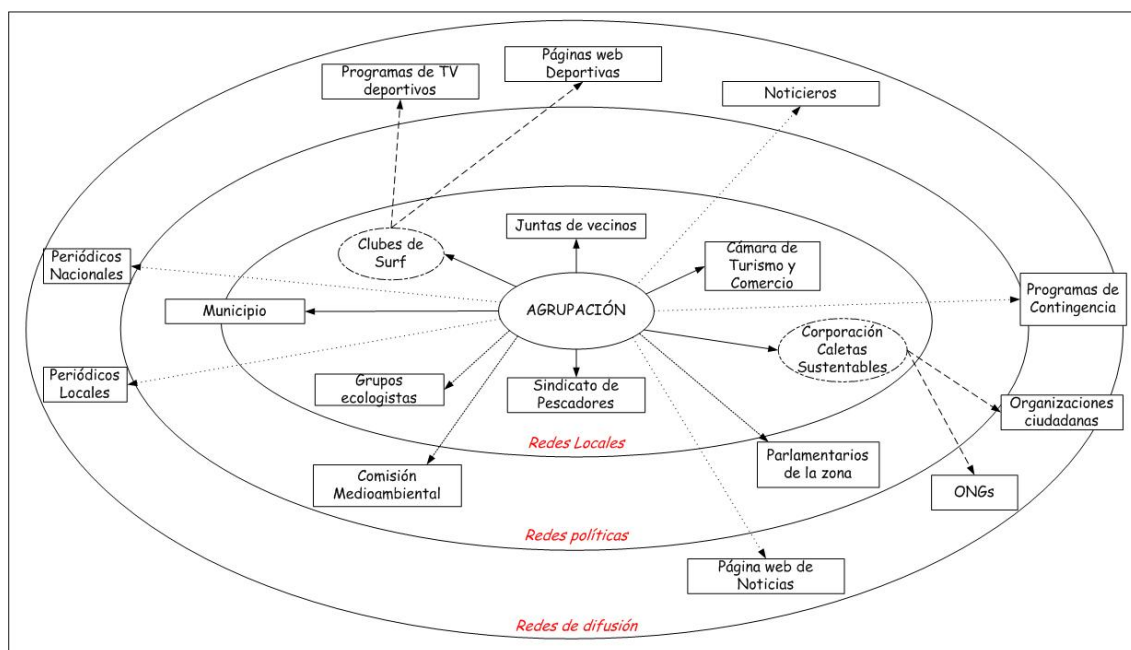 Páginas web
Deportivas
Programas de TV
deportivos
Noticieros
Juntas de vecinos
Clubes de
Surf
Cámara de
Turismo y
Comercio
Periódicos
Nacionales
Programas de
Contingencia
Municipio
AGRUPACIÓN
Corporación
Caletas
Sustentables
Periódicos
Locales
Grupos
ecologistas
Sindicato de
Pescadores
Organizaciones
ciudadanas
Redes Locales
Comisión
Medioambiental
Parlamentarios
de la zona
ONGs
Redes políticas
Página web de
Noticias
Redes de difusión